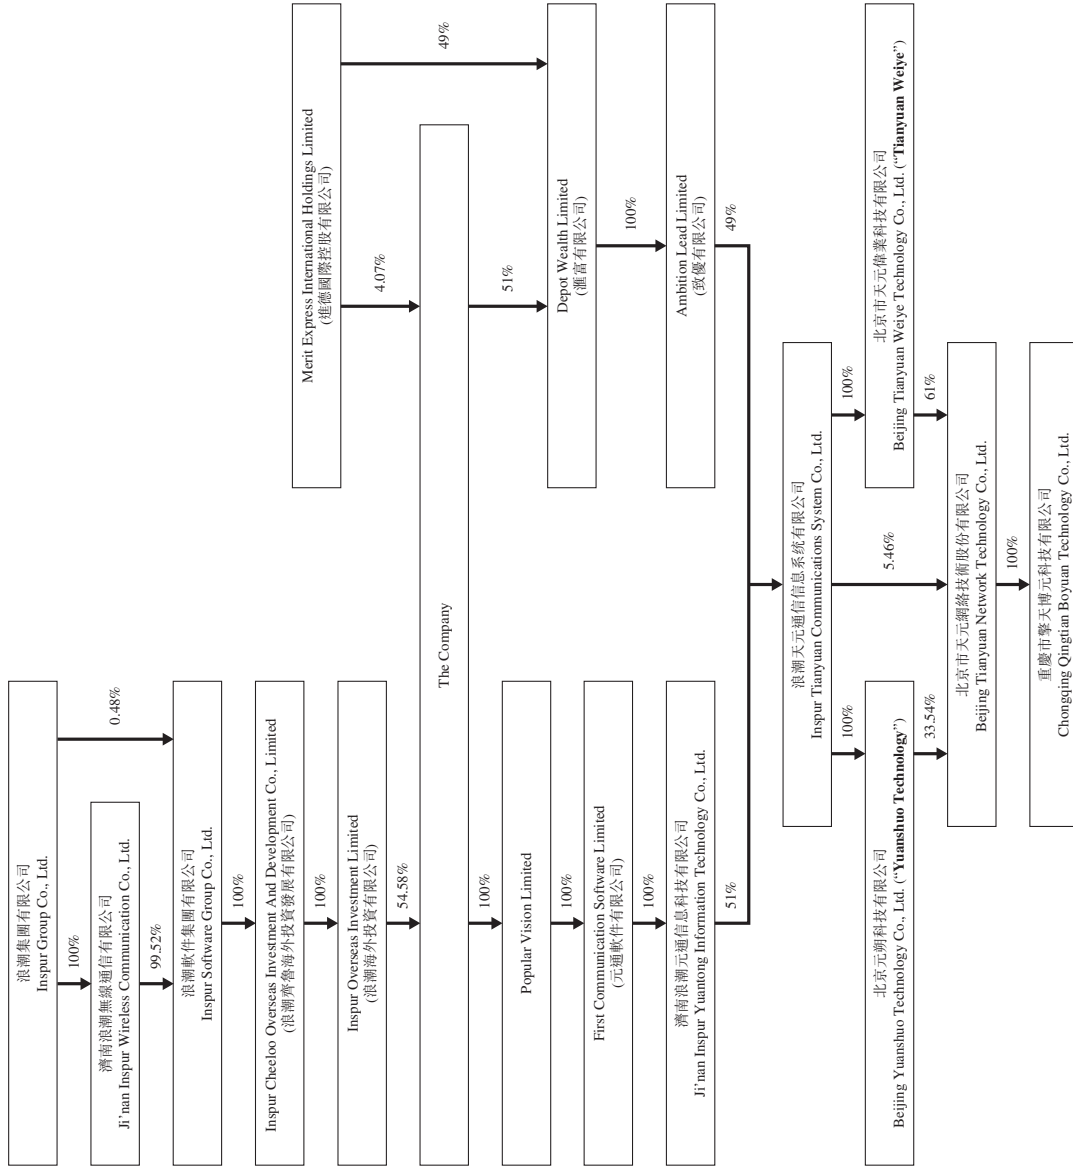 浪潮集團有限公司
Inspur Group Co., Ltd.
100%
0.48%
濟南浪潮無線通信有限公司
Ji’nan Inspur Wireless Communication Co., Ltd.
99.52%
浪潮軟件集團有限公司
Inspur Software Group Co., Ltd.
100%
Inspur Cheeloo Overseas Investment And Development Co., Limited
(浪潮齊魯海外投資發展有限公司)
100%
Inspur Overseas Investment Limited
(浪潮海外投資有限公司)
54.58%
Merit Express International Holdings Limited
(進德國際控股有限公司)
4.07%
49%
The Company
100%
51%
Popular Vision Limited
100%
Depot Wealth Limited
(滙富有限公司)
100%
First Communication Software Limited
(元通軟件有限公司)
100%
濟南浪潮元通信息科技有限公司
Ji’nan Inspur Yuantong Information Technology Co., Ltd.
51%
Ambition Lead Limited
(致優有限公司)
49%
浪潮天元通信信息系统有限公司
Inspur Tianyuan Communications System Co., Ltd.
100%
5.46%
100%
北京元朔科技有限公司
Beijing Yuanshuo Technology Co., Ltd. (“Yuanshuo Technology”)
33.54%
北京市天元偉業科技有限公司
Beijing Tianyuan Weiye Technology Co., Ltd. (“Tianyuan Weiye”)
61%
北京市天元網絡技術股份有限公司
Beijing Tianyuan Network Technology Co., Ltd.
100%
重慶市擎天博元科技有限公司
Chongqing Qingtian Boyuan Technology Co., Ltd.